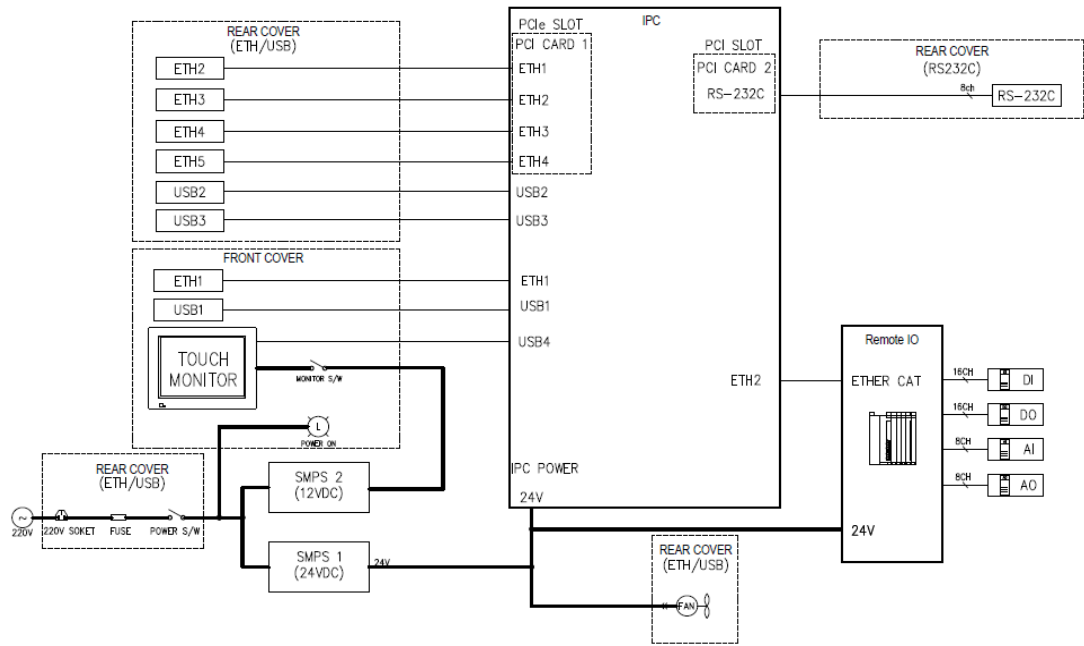 REAR COVER
(ETH/USB)
ETH2
ETH3
ETH4
ETH5
USB2
USB3
FRONT COVER
ETH1
USB1
TOUCH
MONITOR
MONITOR S/W
L
POWER ON
IPC
PCIe SLOT
PCI CARD 1
ETH1
ETH2
ETH3
ETH4
USB2
USB3
ETH1
USB1
USB4
PCI SLOT
PCI CARD 2
RS-232C
ETH2
IPC POWER
24V
REAR COVER
(RS232C)
8ch
RS-232C
Remote IO
ETHER CAT
24V
16CH
DI
16CH
DO
8CH
AI
8CH
AO
REAR COVER
(ETH/USB)
220V
220V SOKET
FUSE
POWER S/W
SMPS 2
(12VDC)
SMPS 1
(24VDC)
24V
REAR COVER
(ETH/USB)
FAN